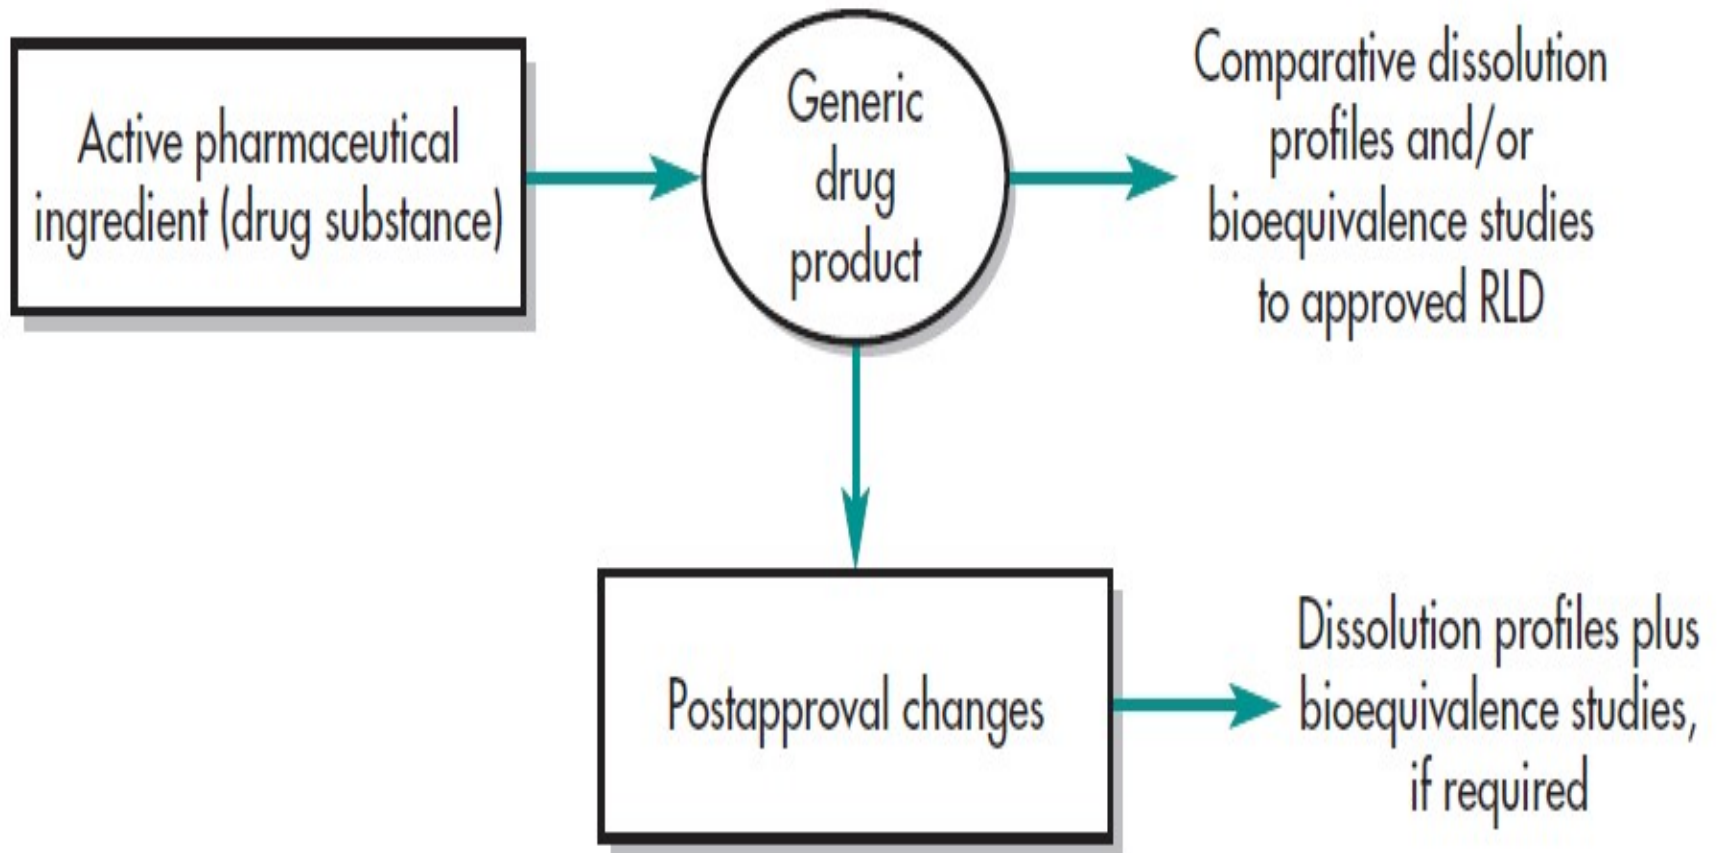 Active pharmaceutical
ingredient (drug substance)
Generic
drug
product
Comparative dissolution
profiles and/or
bioequivalence studies
to approved RLD
Postapproval changes
Dissolution profiles plus
bioequivalence studies,
if required